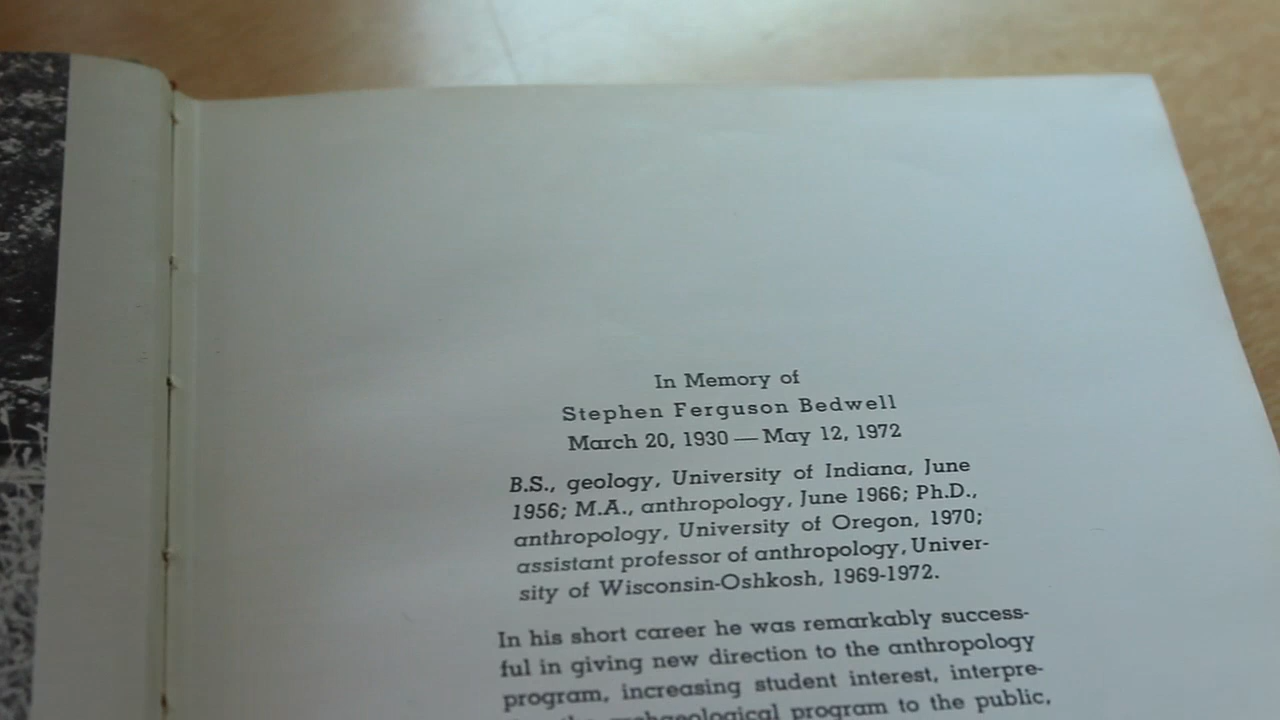 In Memory of
Stephen Ferguson Bedwell
March 20, 1930 — May 12, 1972
B.S., geology, University of Indiana, June
1956; M.A., anthropology, June 1966; Ph.D.,
anthropology, University of Oregon, 1970;
assistant professor of anthropology, Univer-
sity of Wisconsin-Oshkosh, 1969-1972.
In his short career he was remarkably success-
ful in giving new direction to the anthropology
program, increasing student interest, interpre-
the archaeological program to the public,